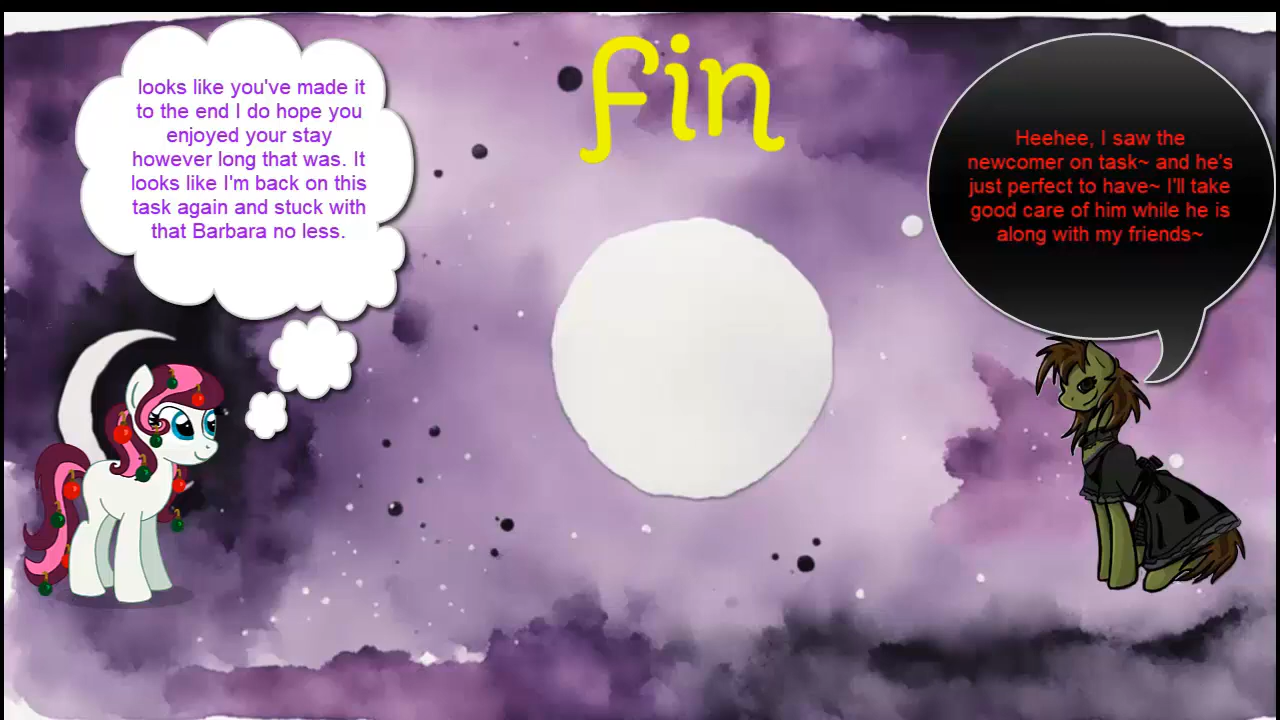 fin
looks like you've made it
to the end I do hope you
enjoyed your stay
however long that was. It
looks like I'm back on this
task again and stuck with
that Barbara no less.
Heehee, I saw the
newcomer on task~ and he's
just perfect to have~ I'll take
good care of him while he is
along with my friends~